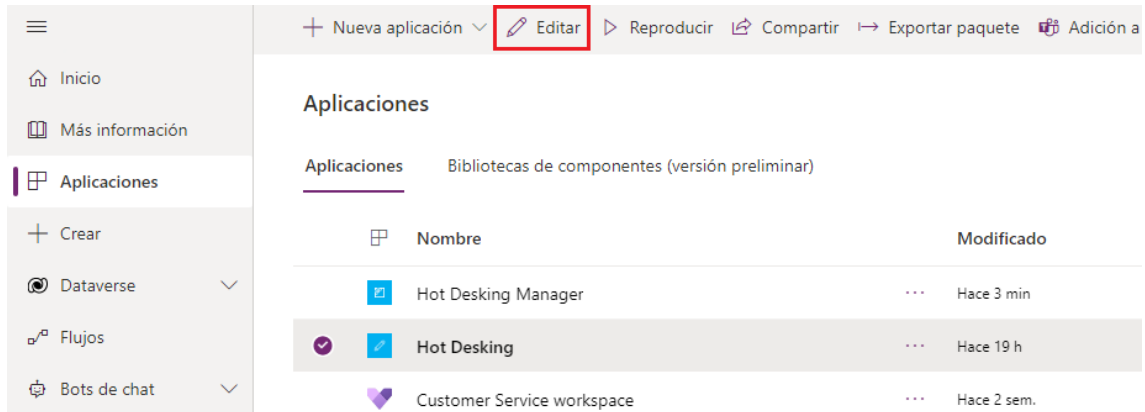 Nueva aplicación Editar Reproducir Compartir Exportar paquete Adición a
Inicio
Más información
Aplicaciones
Crear
Dataverse
Flujos
Bots de chat
Aplicaciones
Aplicaciones Bibliotecas de componentes (versión preliminar)
Nombre Modificado
Hot Desking Manager ... Hace 3 min
Hot Desking ... Hace 19 h
Customer Service workspace ... Hace 2 sem.